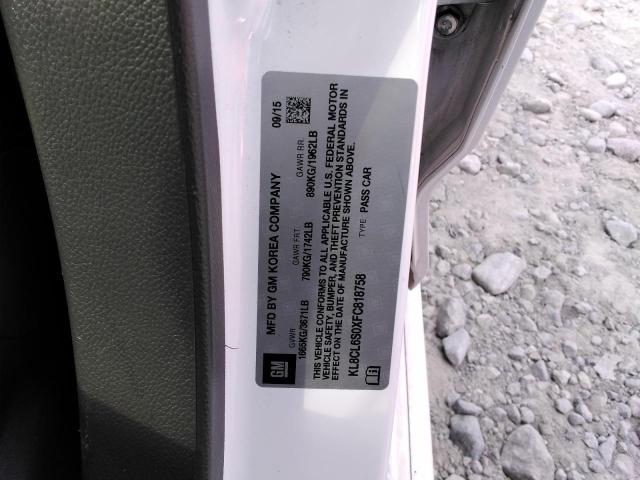 MFD BY GM KOREA COMPANY 09/15
GVWR GAWR FRT. GAWR RR.
1665KG/3671LB 790KG/1742LB 890KG/1962LB
THIS VEHICLE CONFORMS TO ALL APPLICABLE U.S. FEDERAL MOTOR
VEHICLE SAFETY, BUMPER, AND THEFT PREVENTION STANDARDS IN
EFFECT ON THE DATE OF MANUFACTURE SHOWN ABOVE.
TYPE: PASS CAR
KL8CL6S0XFC818758
GM